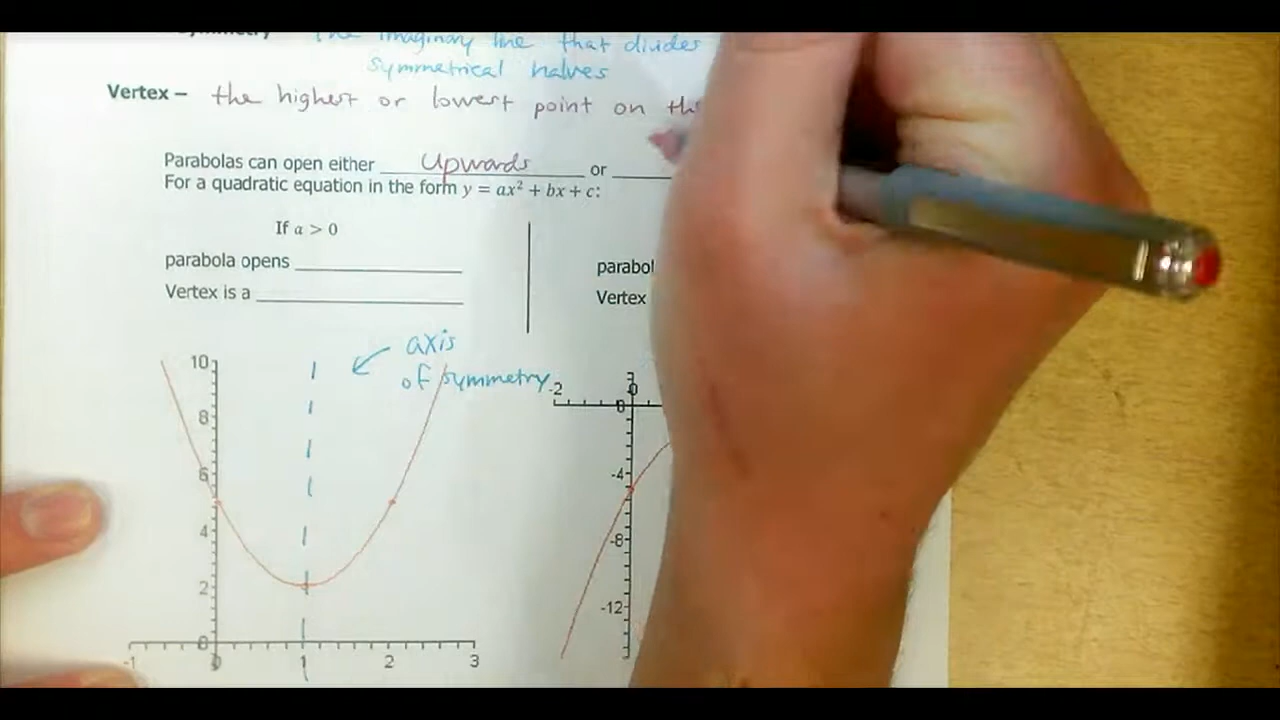 The imaginary line that divides
symmetrical halves
Vertex – the highest or lowest point on
Parabolas can open either upwards or
For a quadratic equation in the form y = ax² + bx + c:
If a > 0
parabola opens
Vertex is a
Vertex
axis
of symmetry
10
8
6
4
2
0
-1 0 1 2 3
-2 0
0
-4
-8
-12